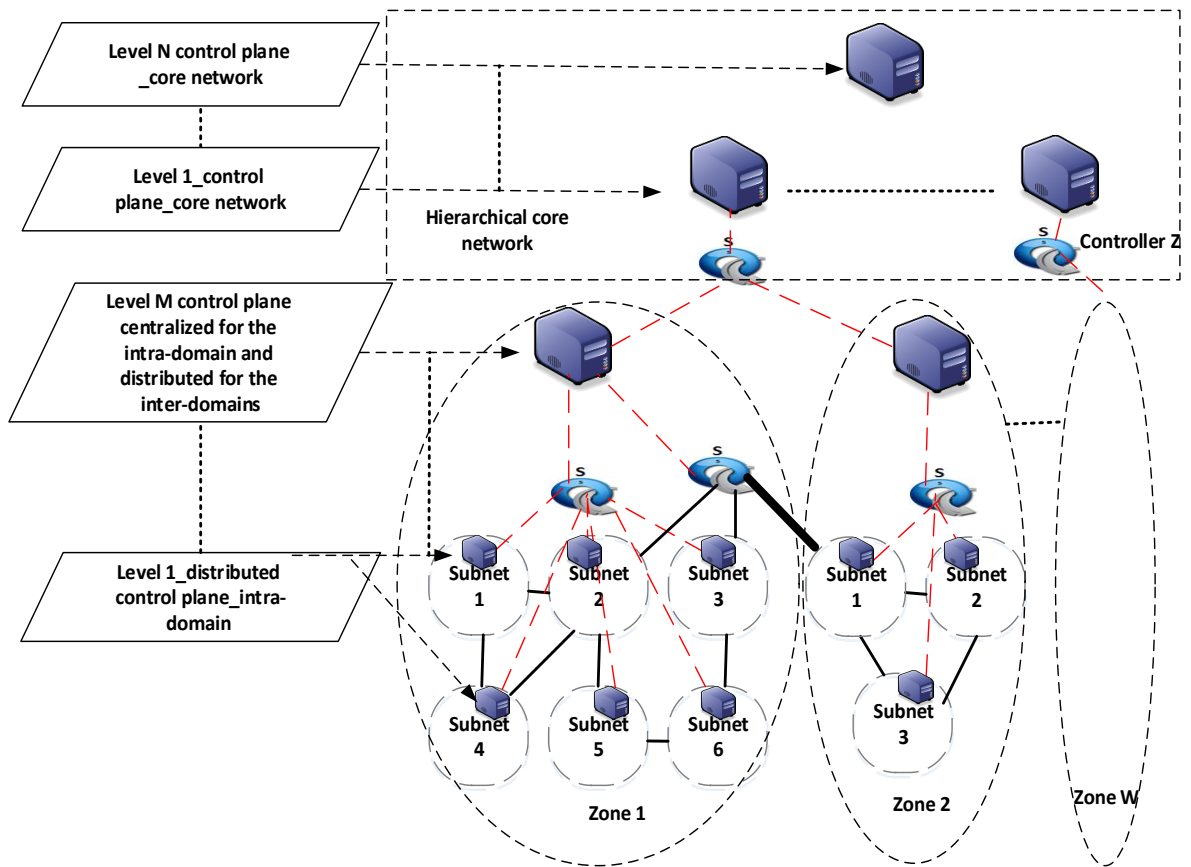 Level N control plane
_core network
Level 1_control
plane_core network
Hierarchical core
network
S
S
Controller Z
Level M control plane
centralized for the
intra-domain and
distributed for the
inter-domains
S
S
S
S
S
S
Level 1_distributed
control plane_intra-
domain
Subnet
1
Subnet
2
Subnet
3
Subnet
1
Subnet
2
Subnet
4
Subnet
5
Subnet
6
Subnet
3
Zone 1
Zone 2
Zone W